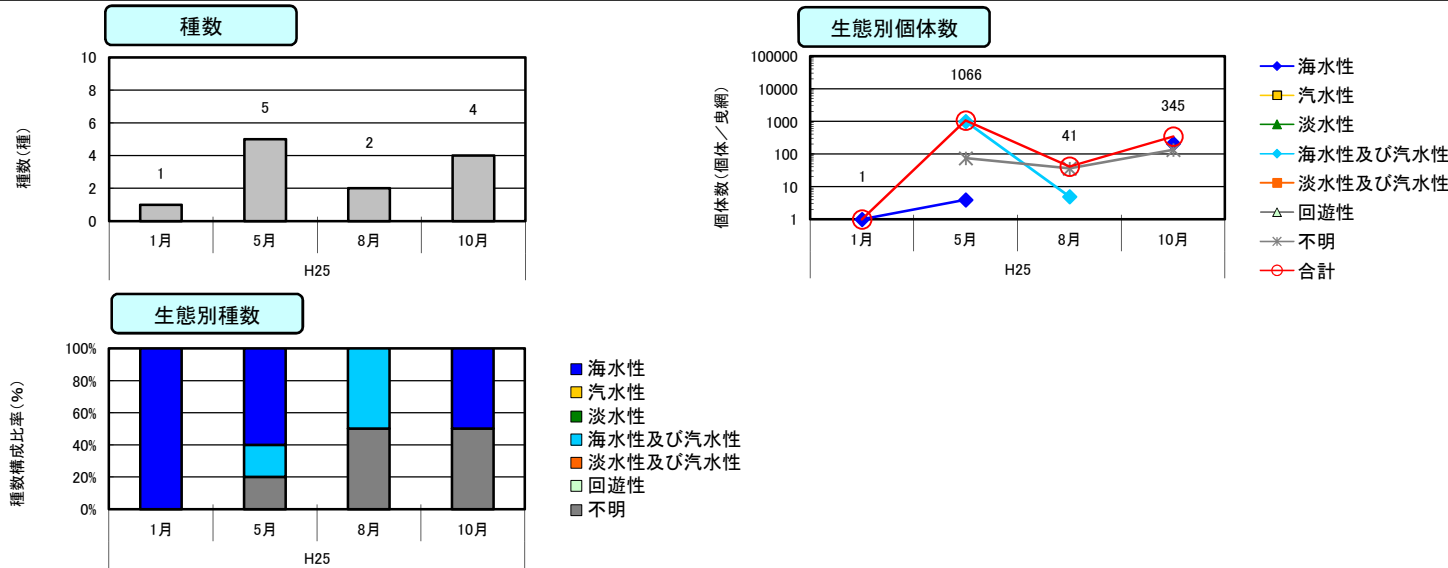 種数
10
8
6
4
2
0
種数(種)
1
5
2
4
1月
5月
8月
10月
H25
生態別個体数
100000
10000
1000
100
10
1
個体数(個体/曳網)
1
1066
41
345
1月
5月
8月
10月
H25
海水性
汽水性
淡水性
海水性及び汽水性
淡水性及び汽水性
回遊性
不明
合計
生態別種数
100%
80%
60%
40%
20%
0%
種数構成比率(%)
1月
5月
8月
10月
H25
海水性
汽水性
淡水性
海水性及び汽水性
淡水性及び汽水性
回遊性
不明